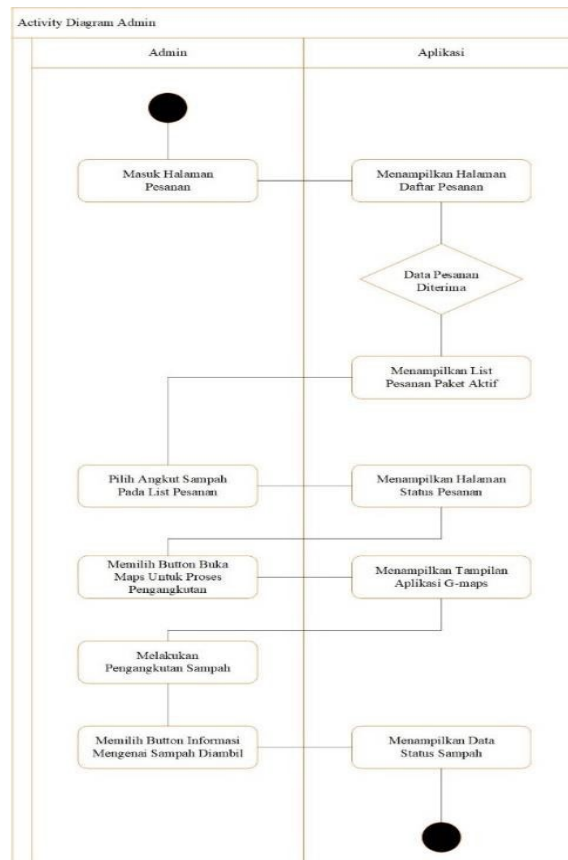 Activity Diagram Admin
Admin
Aplikasi
Masuk Halaman
Pesanan
Menampilkan Halaman
Daftar Pesanan
Data Pesanan
Diterima
Menampilkan List
Pesanan Paket Aktif
Pilih Angkut Sampah
Pada List Pesanan
Menampilkan Halaman
Status Pesanan
Memilih Button Buka
Maps Untuk Proses
Pengangkutan
Menampilkan Tampilan
Aplikasi G-maps
Melakukan
Pengangkutan Sampah
Memilih Button Informasi
Mengenai Sampah Diambil
Menampilkan Data
Status Sampah